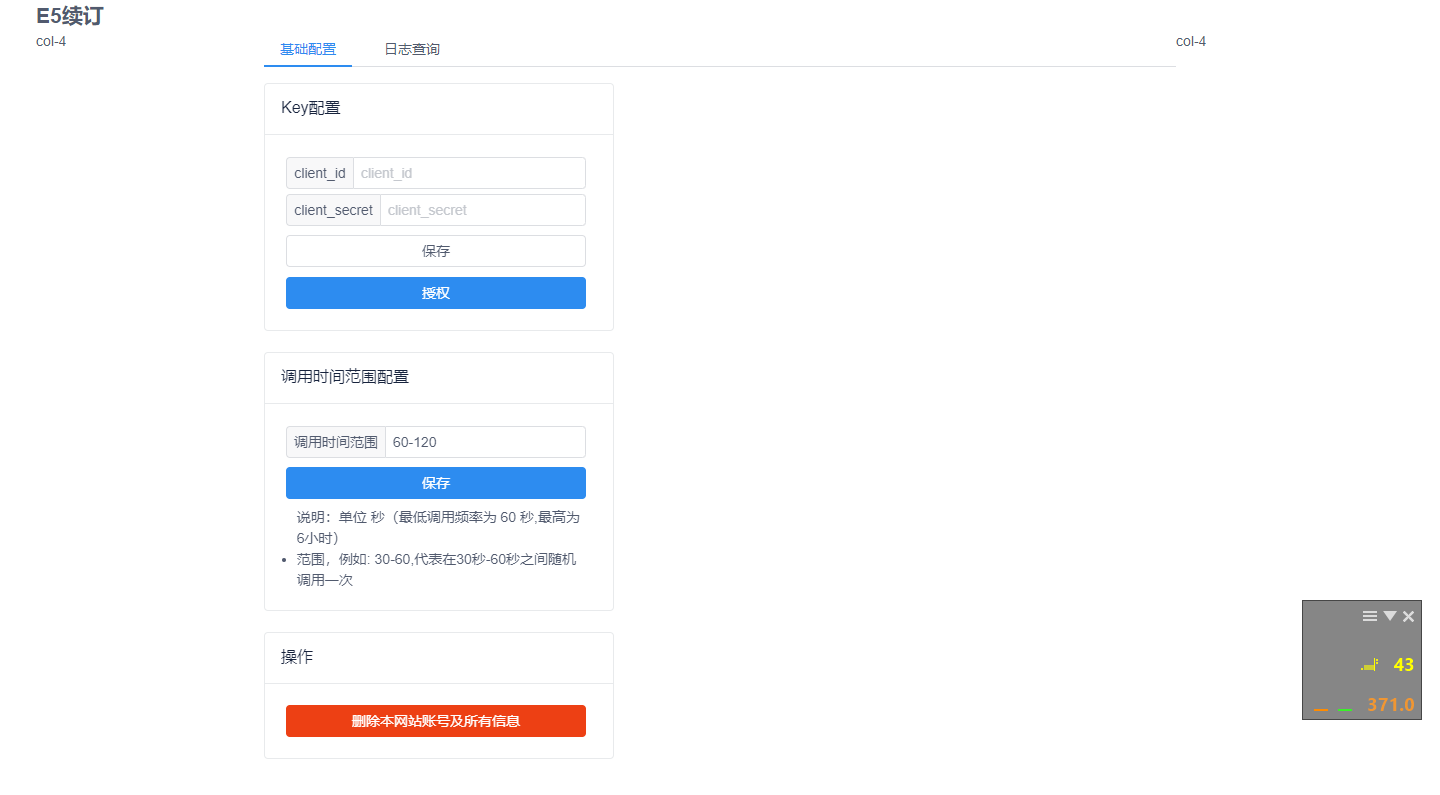 E5续订
col-4
基础配置 日志查询
col-4
Key配置
client_id client_id
client_secret client_secret
保存
授权
调用时间范围配置
调用时间范围 60-120
保存
说明：单位 秒（最低调用频率为 60 秒,最高为
6小时）
范围，例如: 30-60,代表在30秒-60秒之间随机
调用一次
操作
删除本网站账号及所有信息
43
371.0